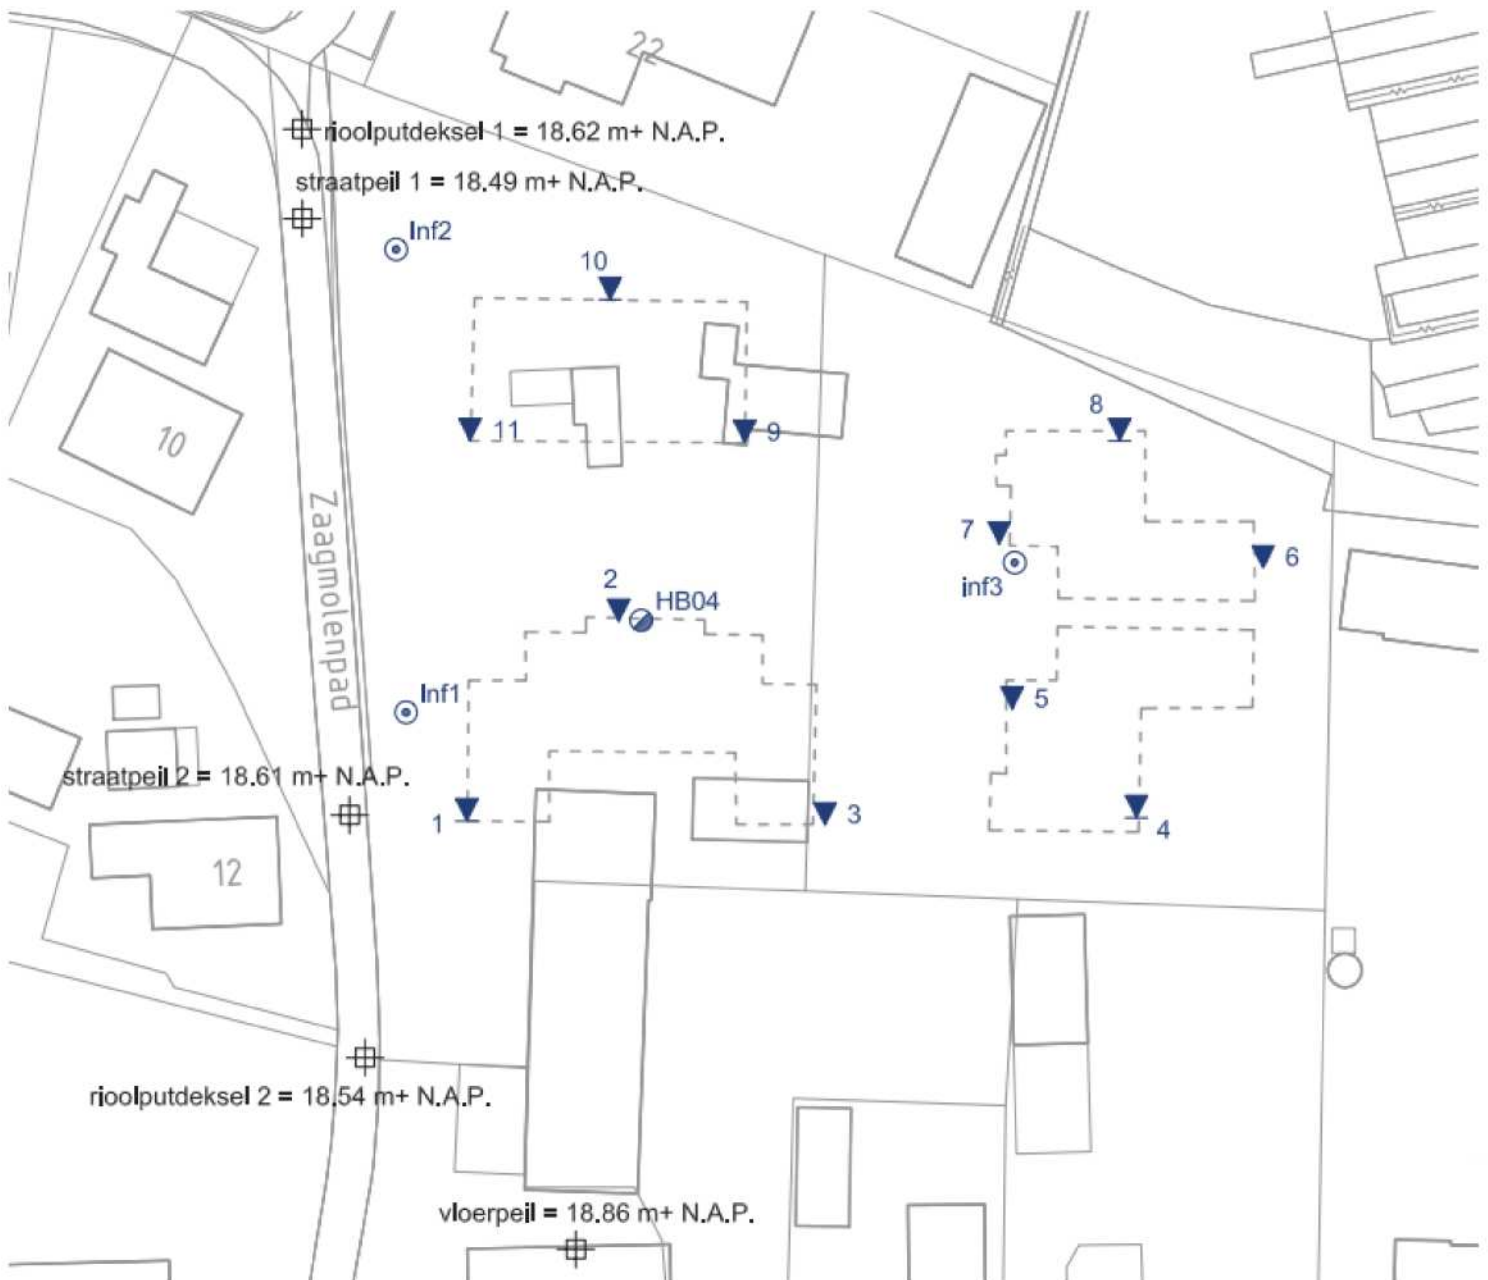 22
rioolputdeksel 1 = 18.62 m+ N.A.P.
straatpeil 1 = 18.49 m+ N.A.P.
Inf2
10
11
9
8
10
7
6
inf3
Zaagmolenpad
2
HB04
Inf1
5
straatpeil 2 = 18.61 m+ N.A.P.
1
3
4
12
rioolputdeksel 2 = 18.54 m+ N.A.P.
vloerpeil = 18.86 m+ N.A.P.